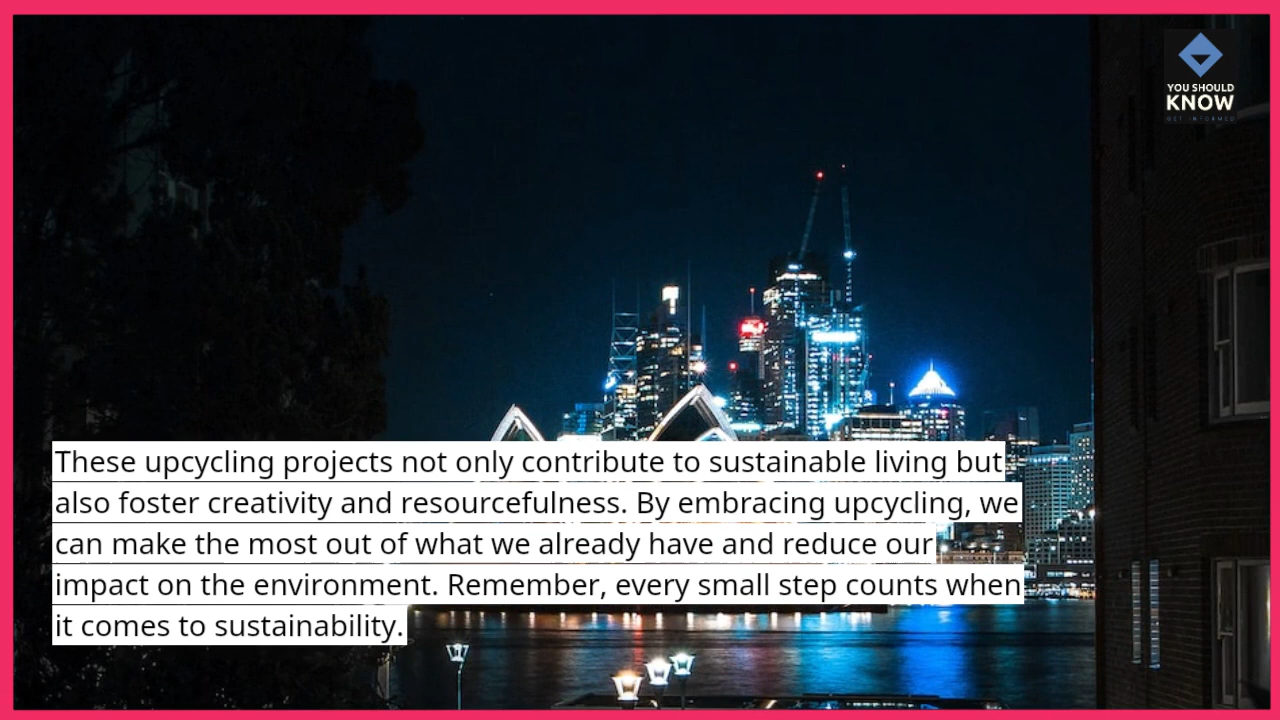 YOU SHOULD
KNOW
GET INFORMED
These upcycling projects not only contribute to sustainable living but
also foster creativity and resourcefulness. By embracing upcycling, we
can make the most out of what we already have and reduce our
impact on the environment. Remember, every small step counts when
it comes to sustainability.